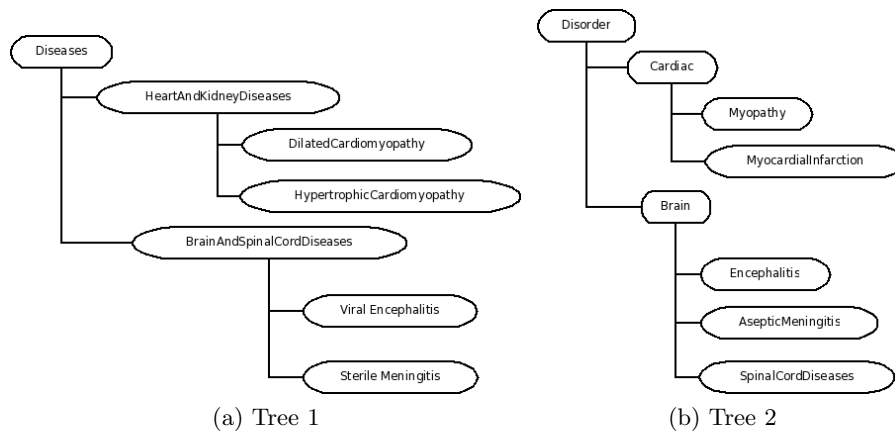 Diseases
HeartAndKidneyDiseases
DilatedCardiomyopathy
HypertrophicCardiomyopathy
BrainAndSpinalCordDiseases
Viral Encephalitis
Sterile Meningitis
(a) Tree 1
Disorder
Cardiac
Myopathy
MyocardialInfarction
Brain
Encephalitis
AsepticMeningitis
SpinalCordDiseases
(b) Tree 2